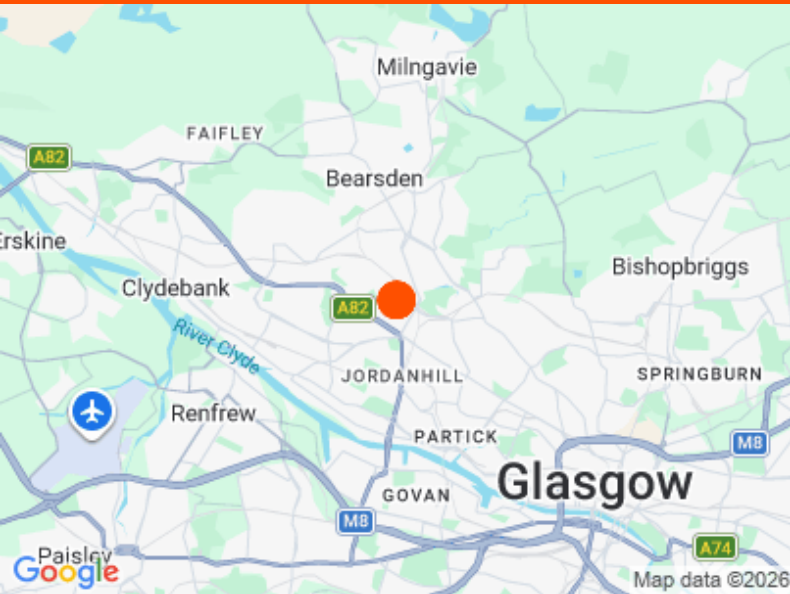 Milngavie
FAIFLEY
A82
Bearsden
Erskine
Bishopbriggs
Clydebank
A82
River Clyde
JORDANHILL
SPRINGBURN
Renfrew
PARTICK
M8
Glasgow
GOVAN
M8
A74
Paisley
Google
Map data ©2026